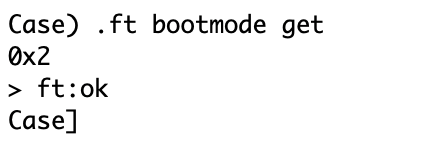 Case) .ft bootmode get
0x2
> ft:ok
Case]